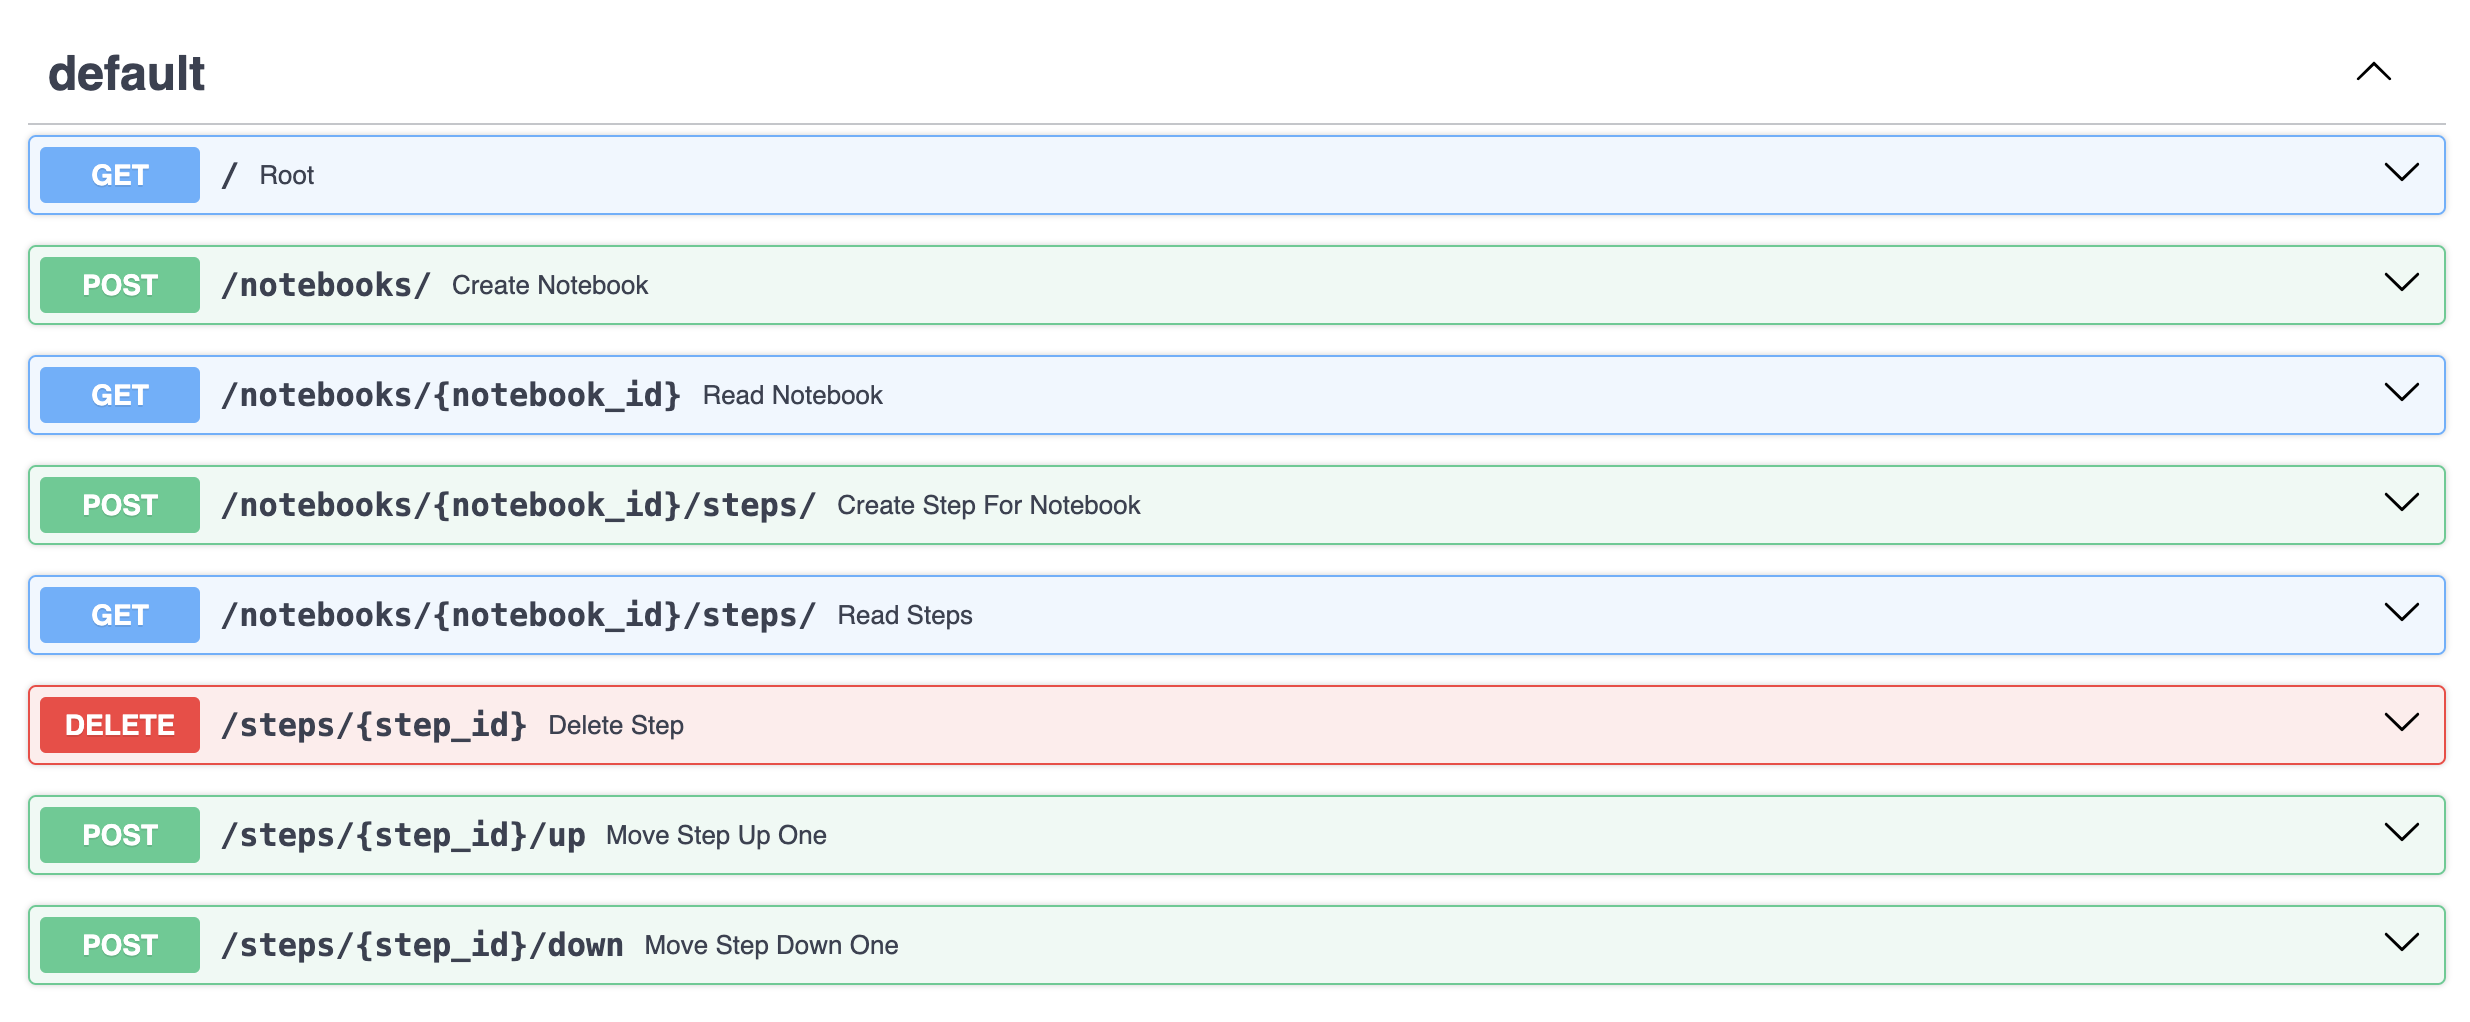 default
GET / Root
POST /notebooks/ Create Notebook
GET /notebooks/{notebook_id} Read Notebook
POST /notebooks/{notebook_id}/steps/ Create Step For Notebook
GET /notebooks/{notebook_id}/steps/ Read Steps
DELETE /steps/{step_id} Delete Step
POST /steps/{step_id}/up Move Step Up One
POST /steps/{step_id}/down Move Step Down One